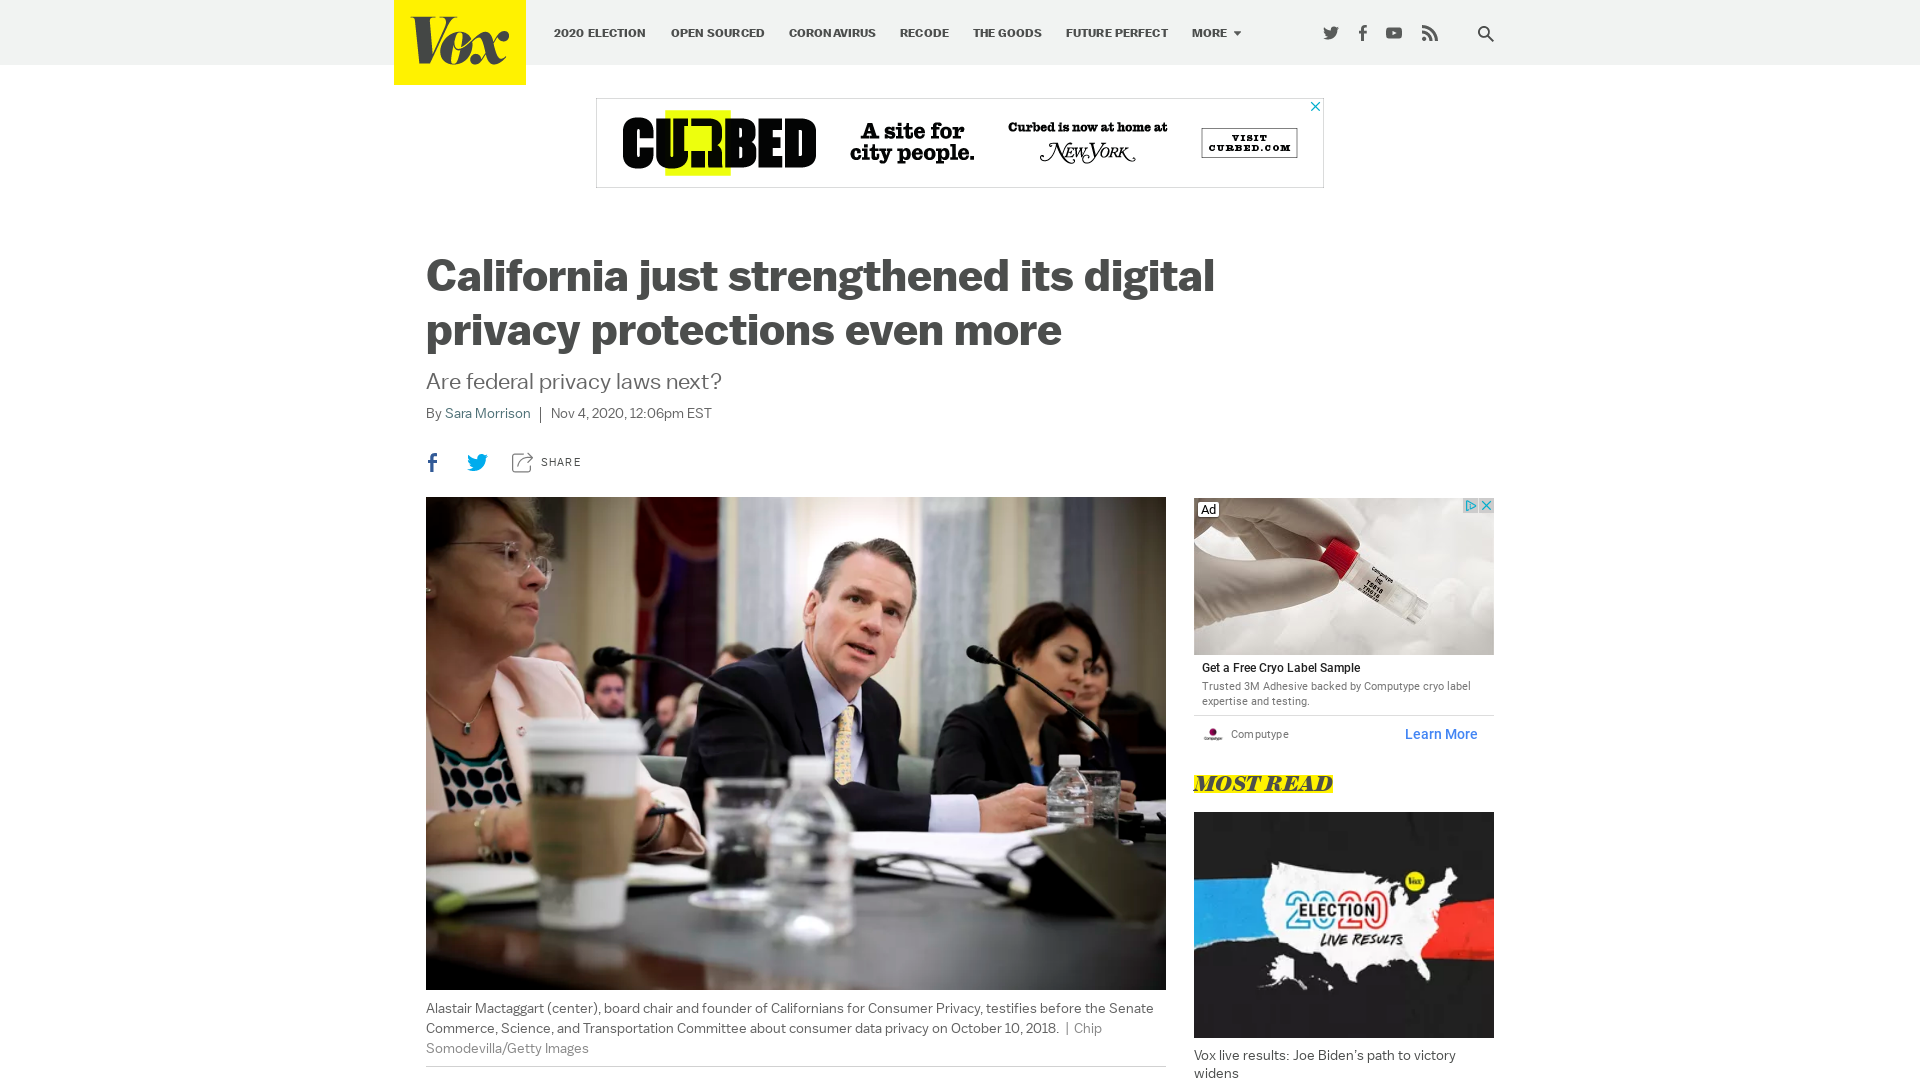 Vox
2020 ELECTION
OPEN SOURCED
CORONAVIRUS
RECODE
THE GOODS
FUTURE PERFECT
MORE
CURBED
A site for
city people.
Curbed is now at home at
NEW YORK
VISIT
CURBED.COM
California just strengthened its digital
privacy protections even more
Are federal privacy laws next?
By Sara Morrison | Nov 4, 2020, 12:06pm EST
SHARE
Alastair Mactaggart (center), board chair and founder of Californians for Consumer Privacy, testifies before the Senate
Commerce, Science, and Transportation Committee about consumer data privacy on October 10, 2018. | Chip
Somodevilla/Getty Images
Ad
Computype
Get a Free Cryo Label Sample
Trusted 3M Adhesive backed by Computype cryo label
expertise and testing.
Computype
Learn More
MOST READ
Vox
2020
ELECTION
LIVE RESULTS
Vox live results: Joe Biden's path to victory
widens